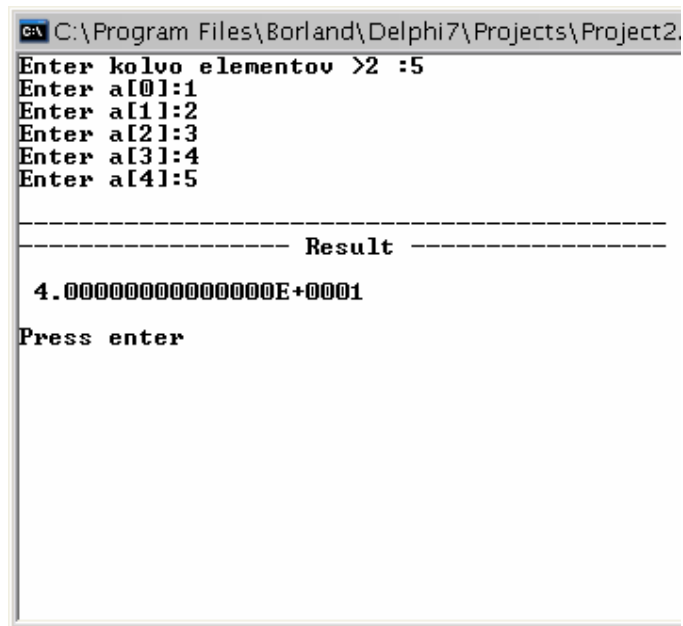 C:\Program Files\Borland\Delphi7\Projects\Project2.
Enter kolvo elementov >2 :5
Enter a[0]:1
Enter a[1]:2
Enter a[2]:3
Enter a[3]:4
Enter a[4]:5
-------------------------------------------
------------------ Result -----------------
4.00000000000000E+0001
Press enter